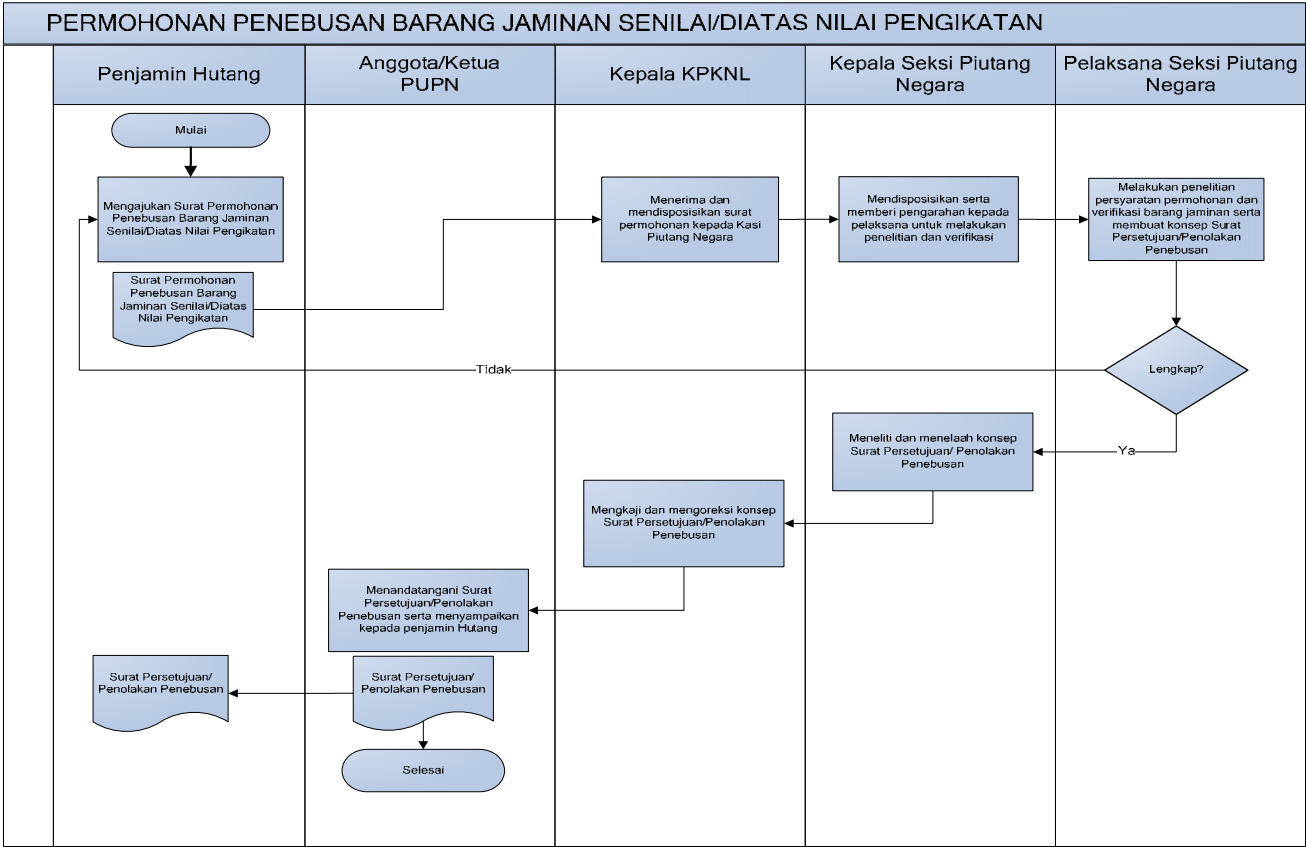 PERMOHONAN PENEBUSAN BARANG JAMINAN SENILAI/DIATAS NILAI PENGIKATAN
Penjamin Hutang
Anggota/Ketua
PUPN
Kepala KPKNL
Kepala Seksi Piutang
Negara
Pelaksana Seksi Piutang
Negara
Mulai
Mengajukan Surat Permohonan
Penebusan Barang Jaminan
Senilai/Diatas Nilai Pengikatan
Surat Permohonan
Penebusan Barang
Jaminan Senilai/Diatas
Nilai Pengikatan
Menerima dan
mendisposisikan surat
permohonan kepada Kasi
Piutang Negara
Mendisposisikan serta
memberi pengarahan kepada
pelaksana untuk melakukan
penelitian dan verifikasi
Melakukan penelitian
persyaratan permohonan dan
verifikasi barang jaminan serta
membuat konsep Surat
Persetujuan/Penolakan
Penebusan
Lengkap?
Tidak
Ya
Meneliti dan menelaah konsep
Surat Persetujuan/ Penolakan
Penebusan
Mengkaji dan mengoreksi konsep
Surat Persetujuan/Penolakan
Penebusan
Menandatangani Surat
Persetujuan/Penolakan
Penebusan serta menyampaikan
kepada penjamin Hutang
Surat Persetujuan/
Penolakan Penebusan
Surat Persetujuan/
Penolakan Penebusan
Selesai